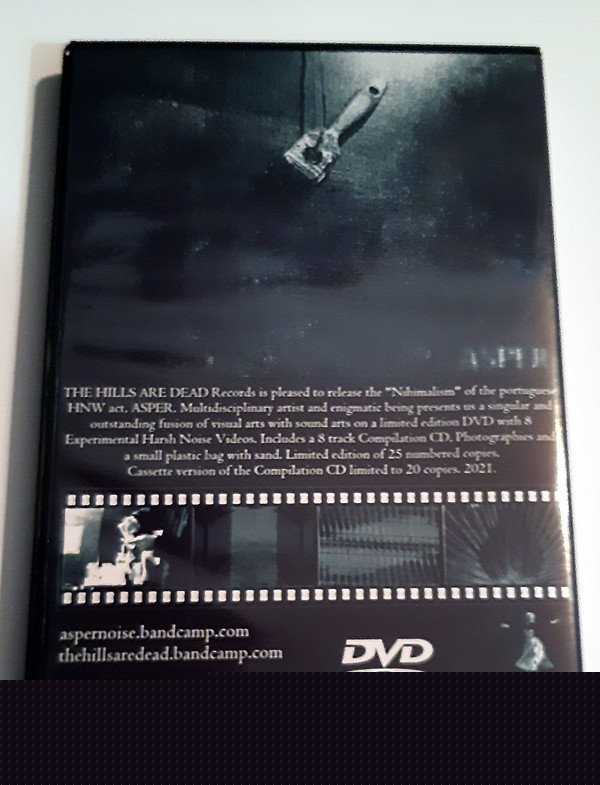 ASPER
THE HILLS ARE DEAD Records is pleased to release the "Nihimalism" of the portuguese
HNW act, ASPER. Multidisciplinary artist and enigmatic being presents us a singular and
outstanding fusion of visual arts with sound arts on a limited edition DVD with 8
Experimental Harsh Noise Videos. Includes a 8 track Compilation CD, Photographies and
a small plastic bag with sand. Limited edition of 25 numbered copies.
Cassette version of the Compilation CD limited to 20 copies. 2021.
aspernoise.bandcamp.com
thehillsaredead.bandcamp.com
DVD